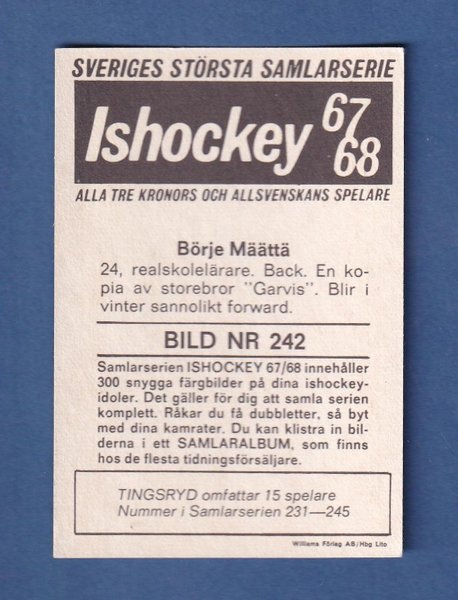 SVERIGES STÖRSTA SAMLARSERIE
Ishockey 67
68
ALLA TRE KRONORS OCH ALLSVENSKANS SPELARE
Börje Määttä
24, realskolelärare. Back. En ko-
pia av storebror "Garvis". Blir i
vinter sannolikt forward.
BILD NR 242
Samlarserien ISHOCKEY 67/68 innehåller
300 snygga färgbilder på dina ishockey-
idoler. Det gäller för dig att samla serien
komplett. Råkar du få dubbletter, så byt
med dina kamrater. Du kan klistra in bil-
derna i ett SAMLARALBUM, som finns
hos de flesta tidningsförsäljare.
TINGSRYD omfattar 15 spelare
Nummer i Samlarserien 231—245
Williams Förlag AB/Hbg Lito